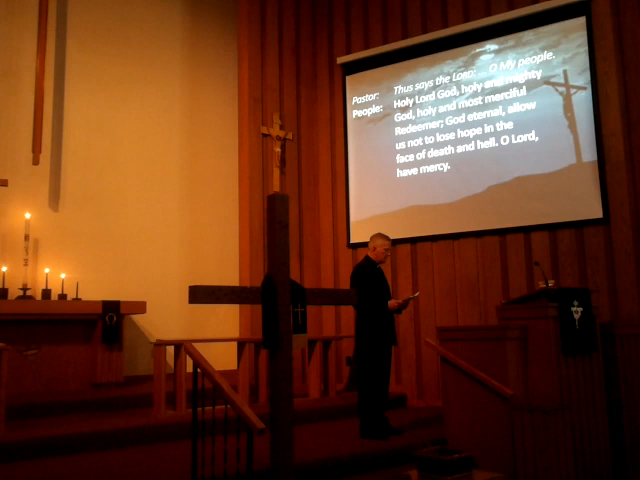 Pastor: Thus says the LORD: O My people.
People: Holy Lord God, holy and mighty
God, holy and most merciful
Redeemer; God eternal, allow
us not to lose hope in the
face of death and hell. O Lord,
have mercy.